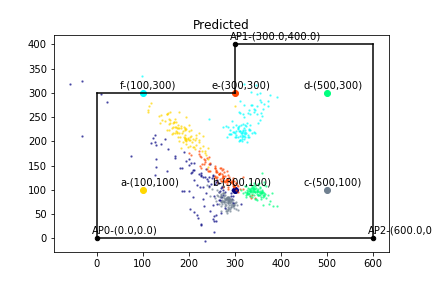 Predicted
400
AP1-(300.0,400.0)
350
300
f-(100,300)
e-(300,300)
d-(500,300)
250
200
150
100
a-(100,100)
b-(300,100)
c-(500,100)
50
0
AP0-(0.0,0.0)
AP2-(600.0,0
0
100
200
300
400
500
600